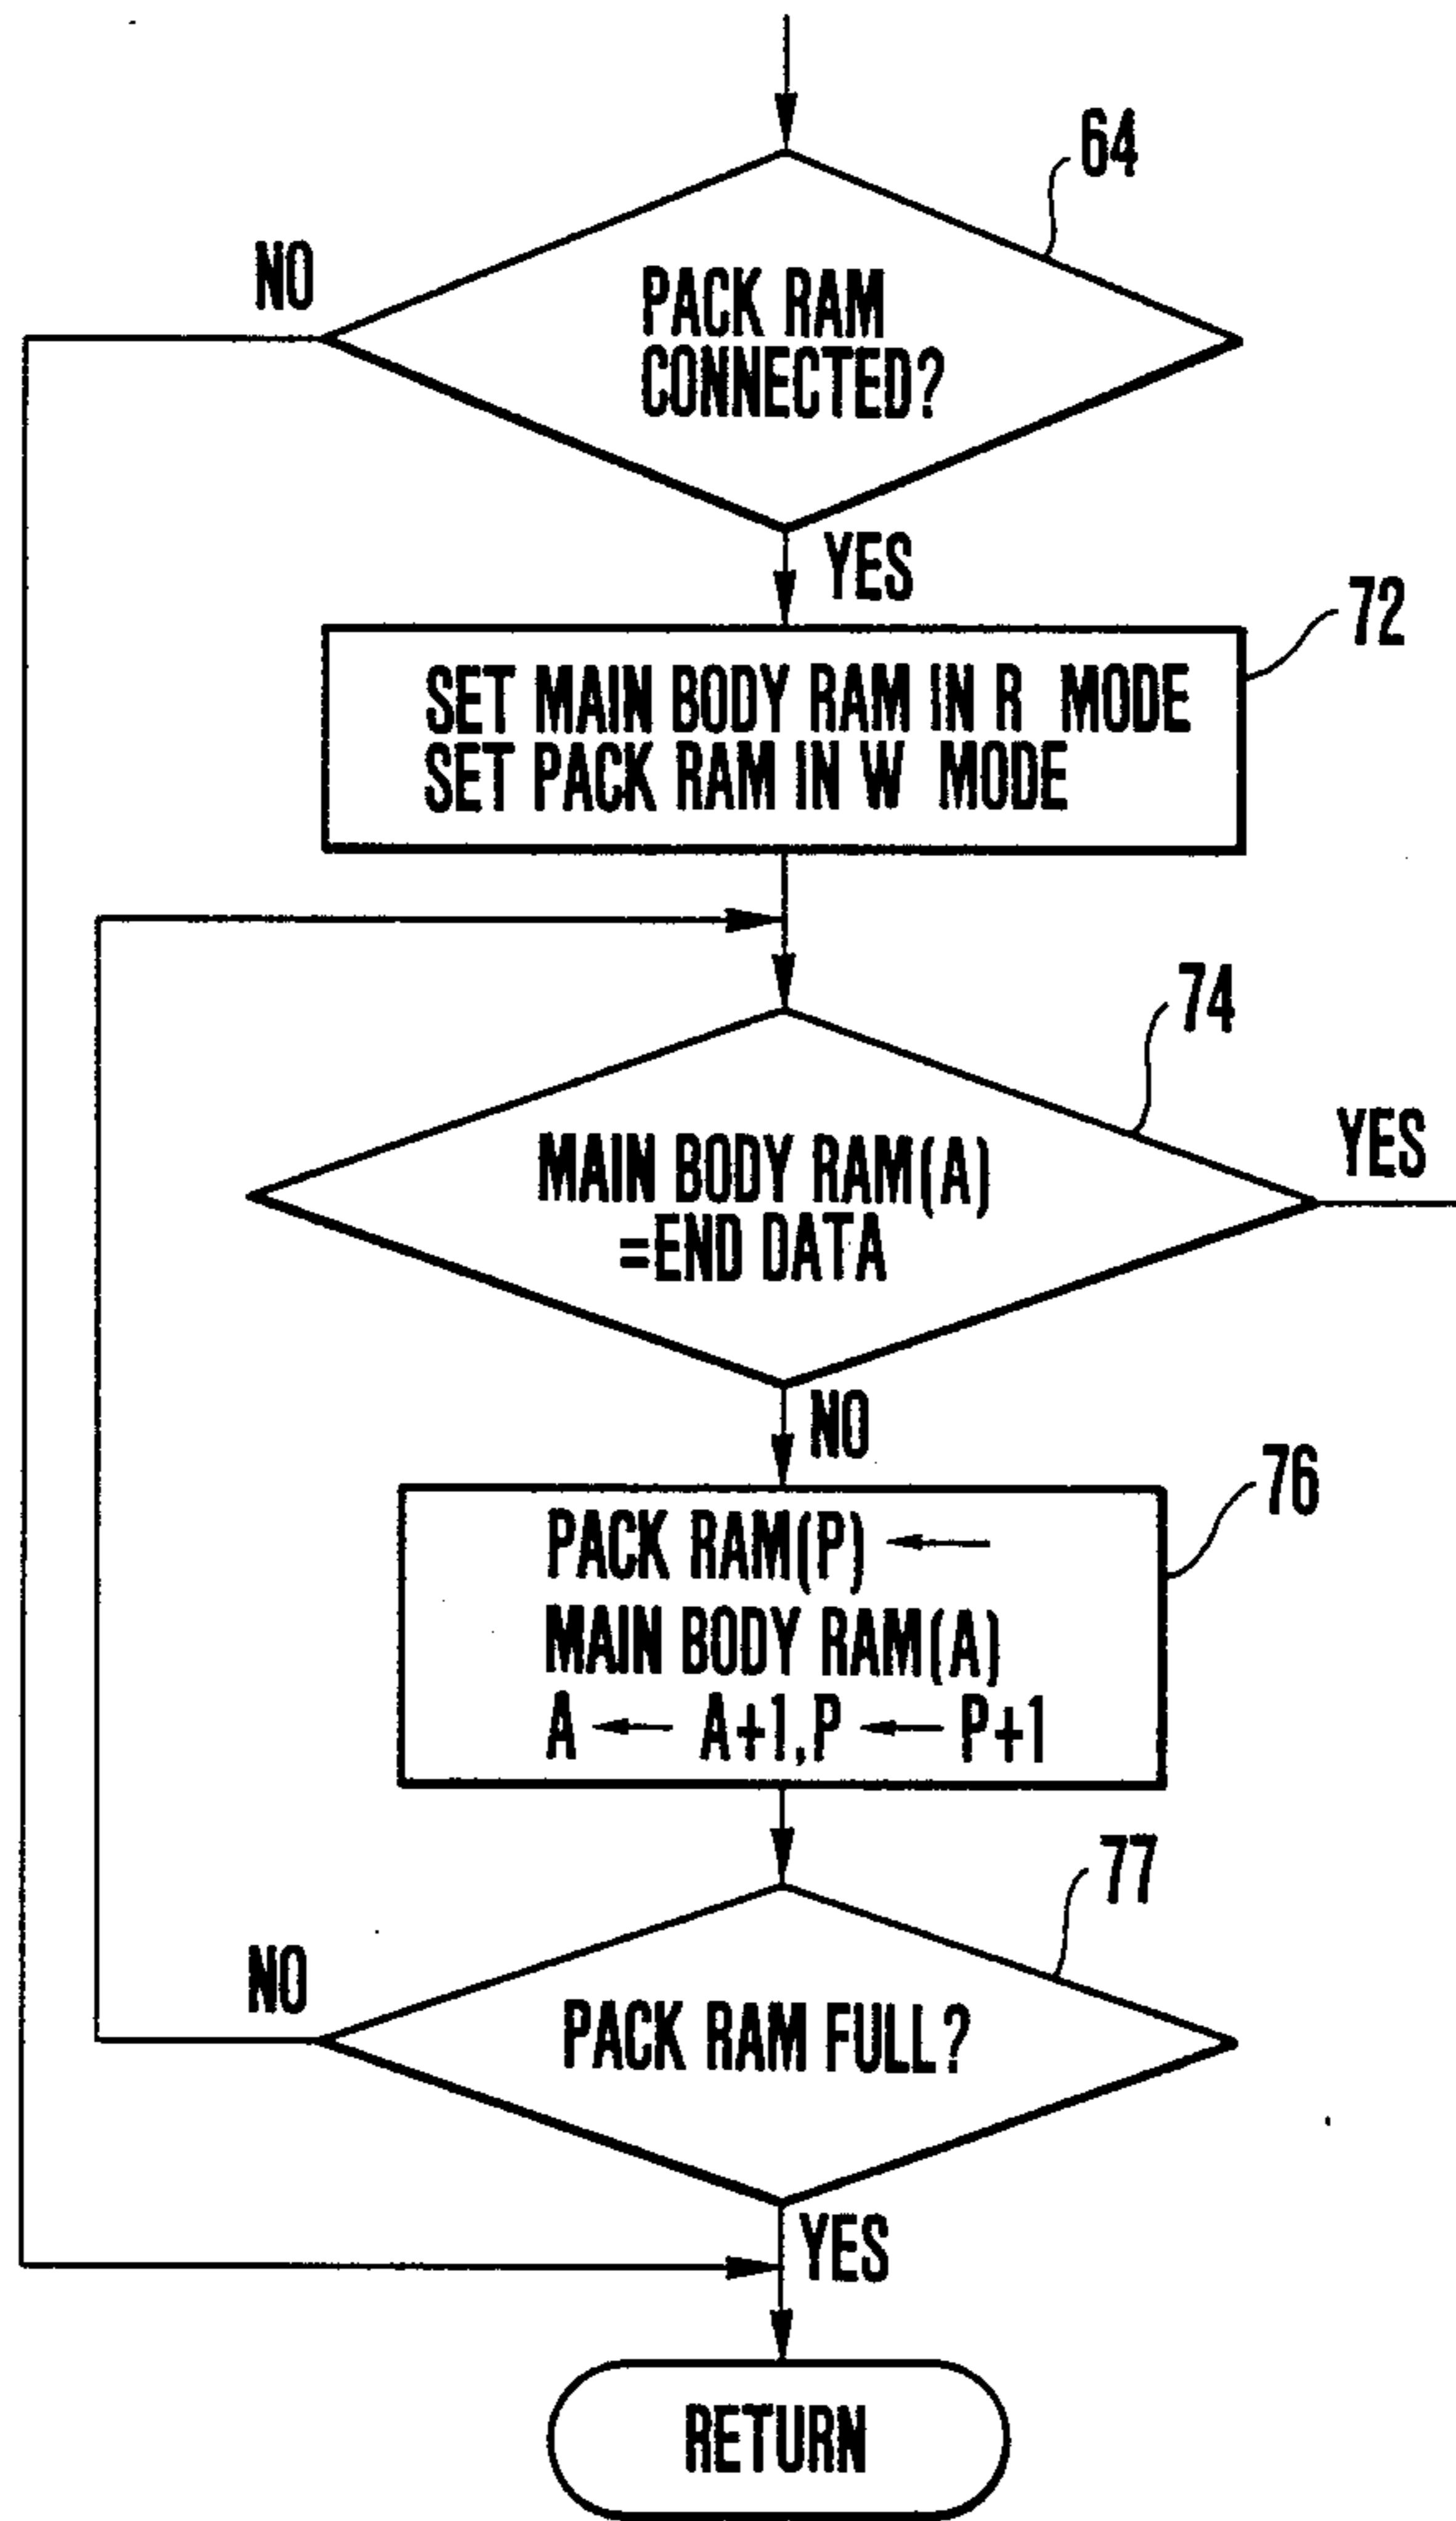 64
NO
PACK RAM
CONNECTED?
YES
72
SET MAIN BODY RAM IN R MODE
SET PACK RAM IN W MODE
74
YES
MAIN BODY RAM(A)
=END DATA
NO
76
PACK RAM(P) ←
MAIN BODY RAM(A)
A ← A+1,P ← P+1
77
NO
PACK RAM FULL?
YES
RETURN